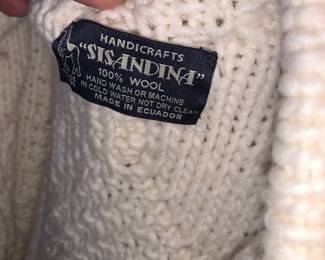 HANDICRAFTS
"SISANDINA"
100% WOOL
HAND WASH OR MACHINE
IN COLD WATER NOT DRY CLEAN
MADE IN ECUADOR